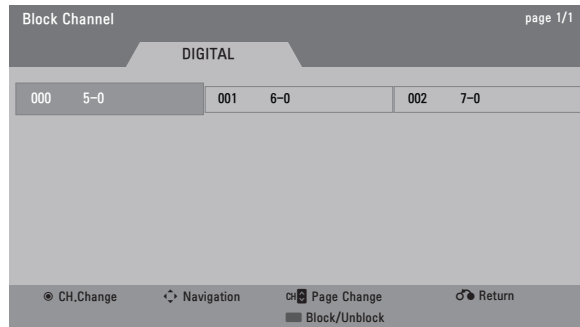 Block Channel page 1/1
DIGITAL
000 5-0 001 6-0 002 7-0
CH.Change Navigation CH Page Change Return
Block/Unblock